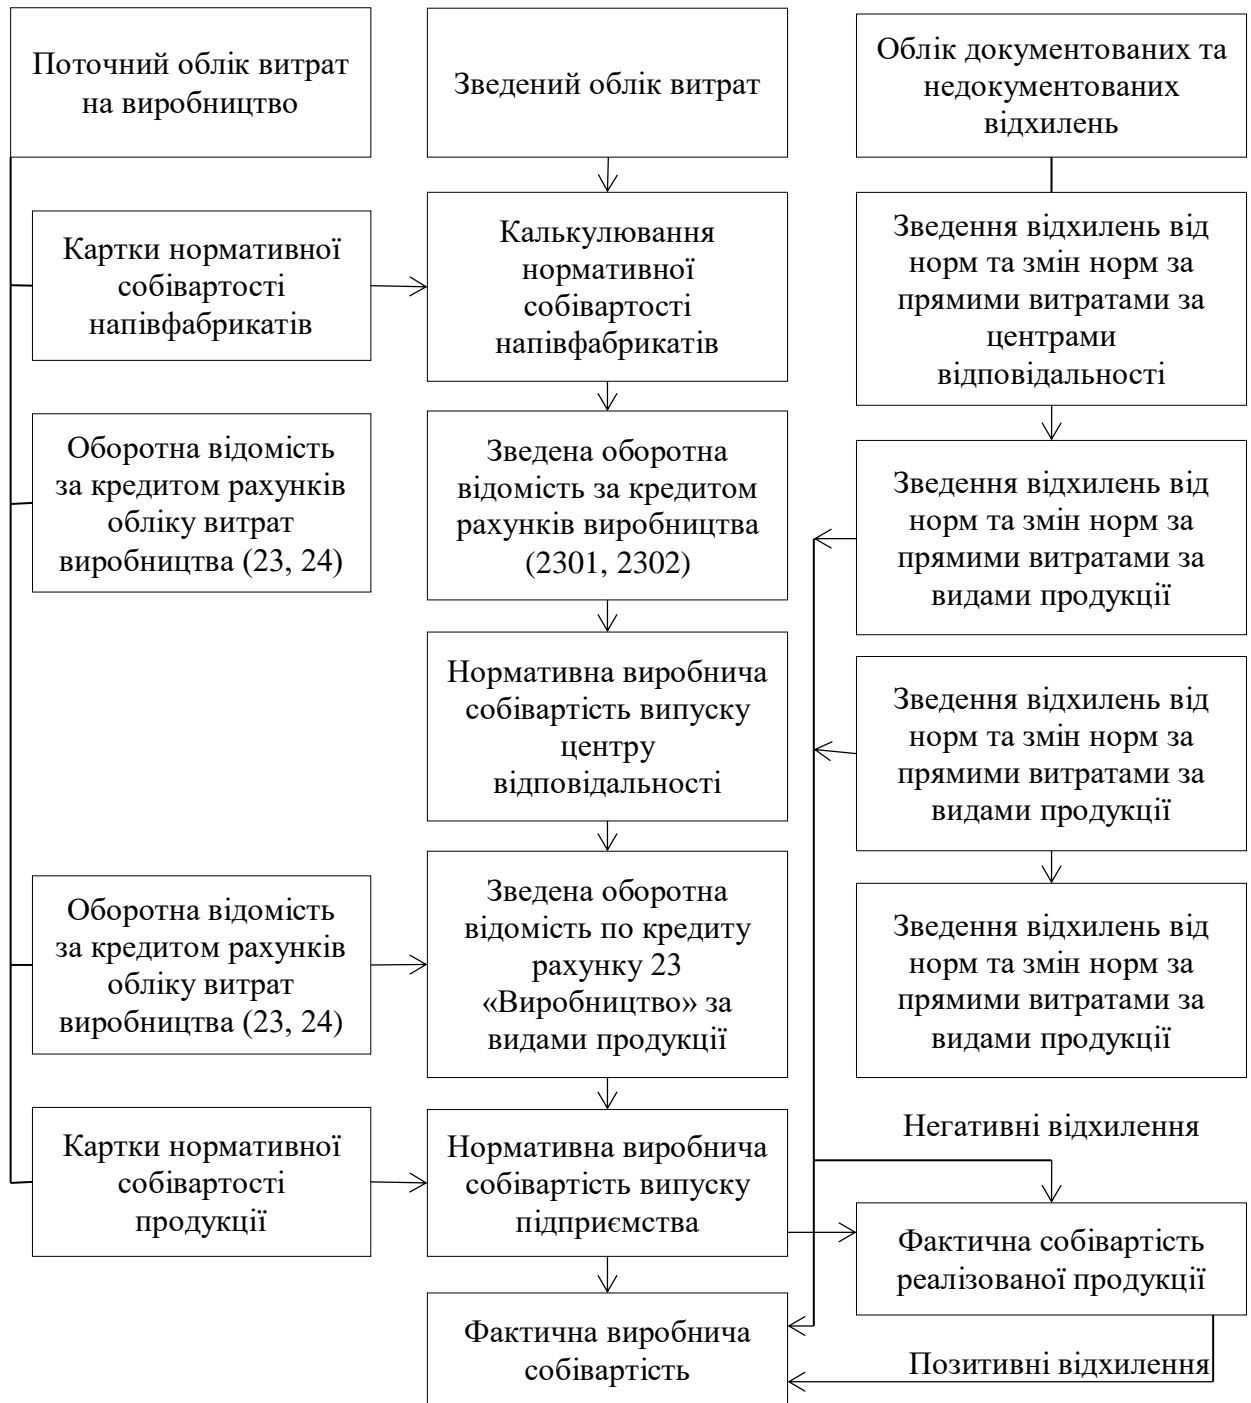 Поточний облік витрат
на виробництво
Зведений облік витрат
Облік документованих та
недокументованих
відхилень
Картки нормативної
собівартості
напівфабрикатів
Калькулювання
нормативної
собівартості
напівфабрикатів
Зведення відхилень від
норм та змін норм за
прямими витратами за
центрами
відповідальності
Оборотна відомість
за кредитом рахунків
обліку витрат
виробництва (23, 24)
Зведена оборотна
відомість за кредитом
рахунків виробництва
(2301, 2302)
Зведення відхилень від
норм та змін норм за
прямими витратами за
видами продукції
Нормативна виробнича
собівартість випуску
центру
відповідальності
Зведення відхилень від
норм та змін норм за
прямими витратами за
видами продукції
Оборотна відомість
за кредитом рахунків
обліку витрат
виробництва (23, 24)
Зведена оборотна
відомість по кредиту
рахунку 23
«Виробництво» за
видами продукції
Зведення відхилень від
норм та змін норм за
прямими витратами за
видами продукції
Картки нормативної
собівартості
продукції
Нормативна виробнича
собівартість випуску
підприємства
Негативні відхилення
Фактична собівартість
реалізованої продукції
Фактична виробнича
собівартість
Позитивні відхилення